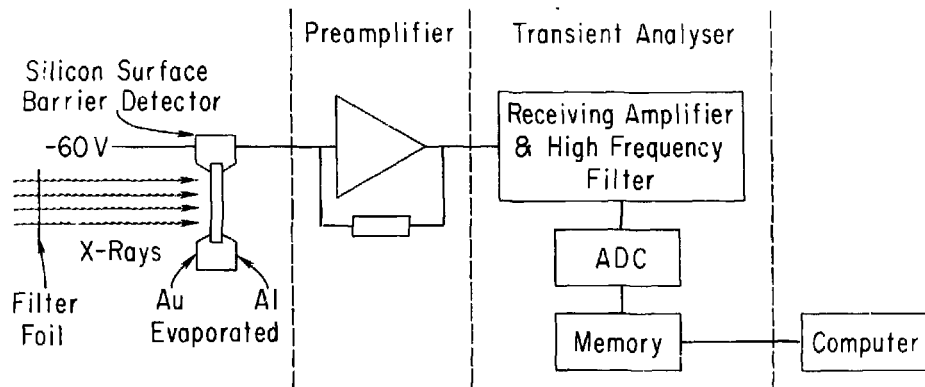 Preamplifier
Transient Analyser
Silicon Surface
Barrier Detector
-60 V
Receiving Amplifier
& High Frequency
Filter
X-Rays
ADC
Filter
Foil
Au
Al
Evaporated
Memory
Computer